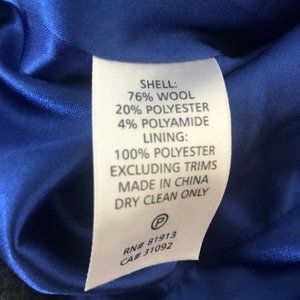 SHELL:
76% WOOL
20% POLYESTER
4% POLYAMIDE
LINING:
100% POLYESTER
EXCLUDING TRIMS
MADE IN CHINA
DRY CLEAN ONLY
P
RN# 81913
CA# 31092